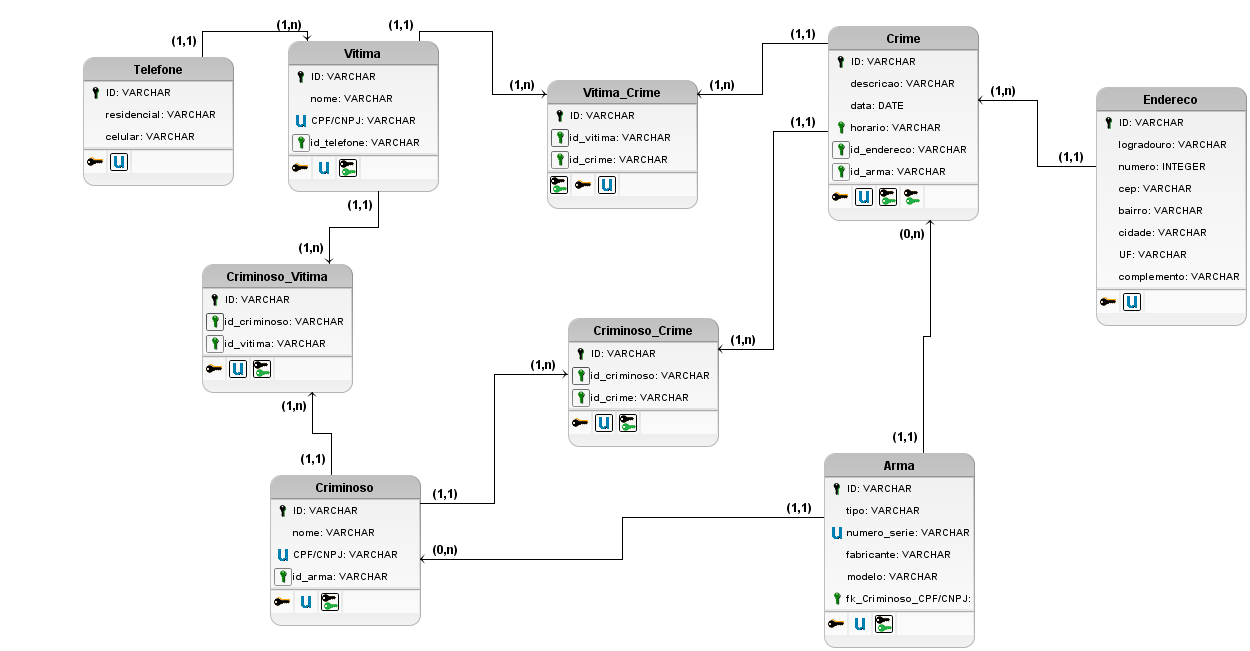 (1,n)
(1,1)
(1,1)
Telefone
ID: VARCHAR
residencial: VARCHAR
celular: VARCHAR
u
Vitima
ID: VARCHAR
nome: VARCHAR
u CPF/CNPJ: VARCHAR
id_telefone: VARCHAR
u
(1,1)
(1,n)
(1,n)
(1,1)
Vitima_Crime
ID: VARCHAR
id_vitima: VARCHAR
id_crime: VARCHAR
u
(1,n)
(1,1)
Crime
ID: VARCHAR
descricao: VARCHAR
data: DATE
horario: VARCHAR
id_endereco: VARCHAR
id_arma: VARCHAR
u
(1,n)
(1,1)
Endereco
ID: VARCHAR
logradouro: VARCHAR
numero: INTEGER
cep: VARCHAR
bairro: VARCHAR
cidade: VARCHAR
UF: VARCHAR
complemento: VARCHAR
u
(0,n)
Criminoso_Vitima
ID: VARCHAR
id_criminoso: VARCHAR
id_vitima: VARCHAR
u
(1,n)
(1,1)
Criminoso_Crime
ID: VARCHAR
id_criminoso: VARCHAR
id_crime: VARCHAR
u
(1,n)
(1,n)
(1,1)
Criminoso
ID: VARCHAR
nome: VARCHAR
u CPF/CNPJ: VARCHAR
id_arma: VARCHAR
u
(0,n)
(1,1)
(1,1)
Arma
ID: VARCHAR
tipo: VARCHAR
u numero_serie: VARCHAR
fabricante: VARCHAR
modelo: VARCHAR
fk_Criminoso_CPF/CNPJ:
u